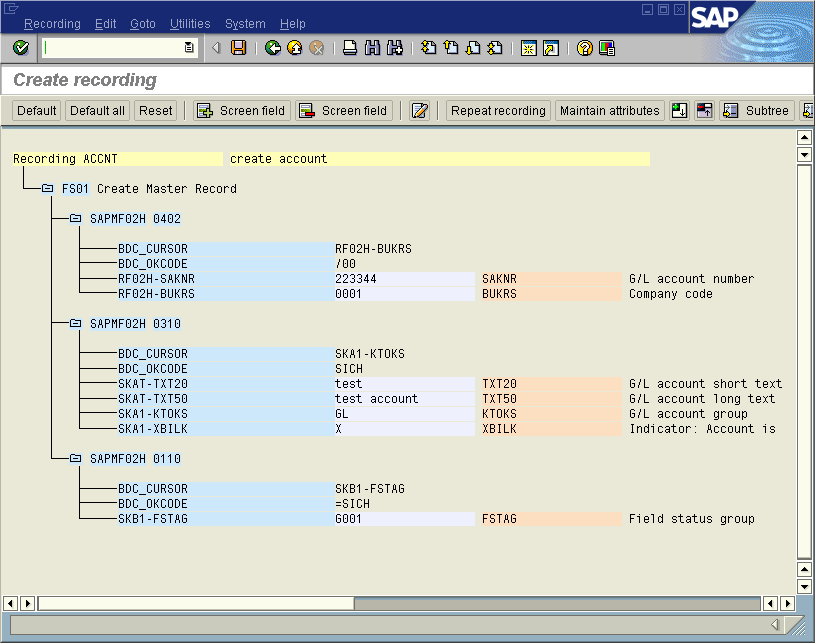 Recording Edit Goto Utilities System Help
SAP
Create recording
Default Default all Reset Screen field Screen field Repeat recording Maintain attributes Subtree
Recording ACCNT create account
FS01 Create Master Record
SAPMF02H 0402
BDC_CURSOR RF02H-BUKRS
BDC_OKCODE /00
RF02H-SAKNR 223344 SAKNR G/L account number
RF02H-BUKRS 0001 BUKRS Company code
SAPMF02H 0310
BDC_CURSOR SKA1-KTOKS
BDC_OKCODE SICH
SKAT-TXT20 test TXT20 G/L account short text
SKAT-TXT50 test account TXT50 G/L account long text
SKA1-KTOKS GL KTOKS G/L account group
SKA1-XBILK X XBILK Indicator: Account is
SAPMF02H 0110
BDC_CURSOR SKB1-FSTAG
BDC_OKCODE =SICH
SKB1-FSTAG G001 FSTAG Field status group